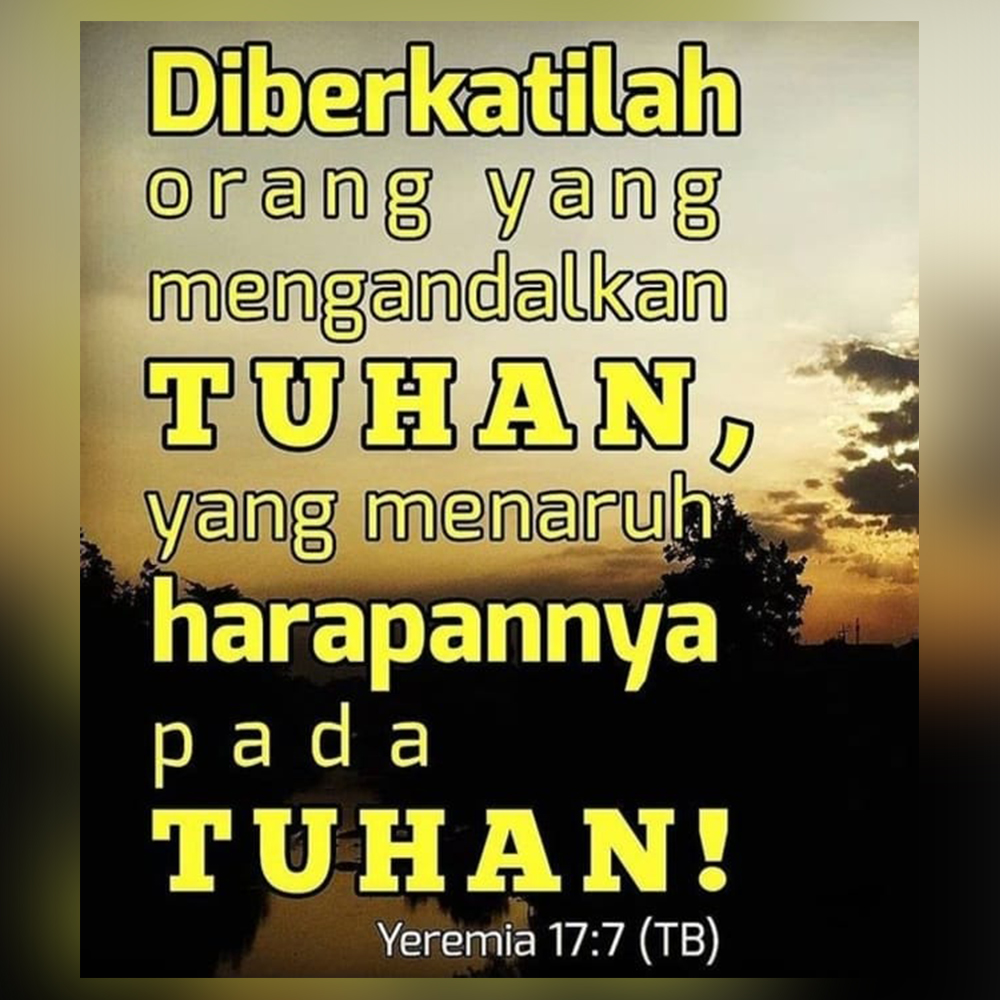 Diberkatilah
orang yang
mengandalkan
TUHAN,
yang menaruh
harapannya
pada
TUHAN!
Yeremia 17:7 (TB)